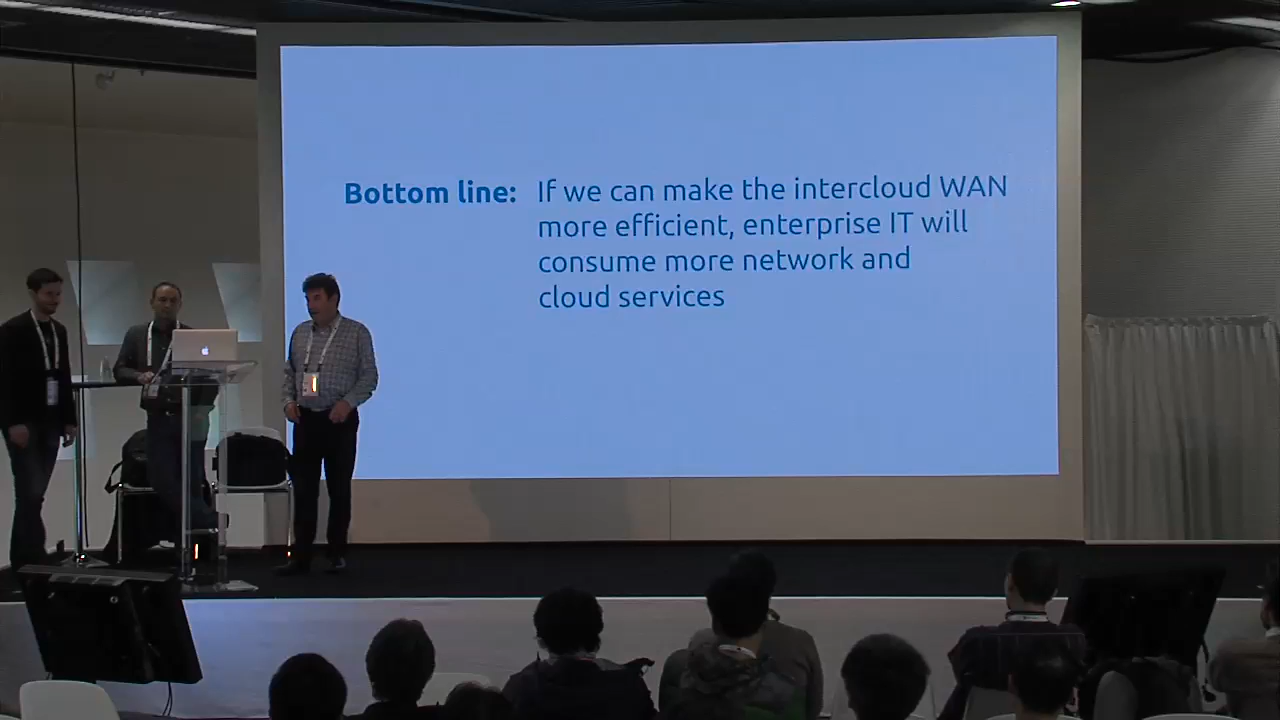 Bottom line: If we can make the intercloud WAN
more efficient, enterprise IT will
consume more network and
cloud services